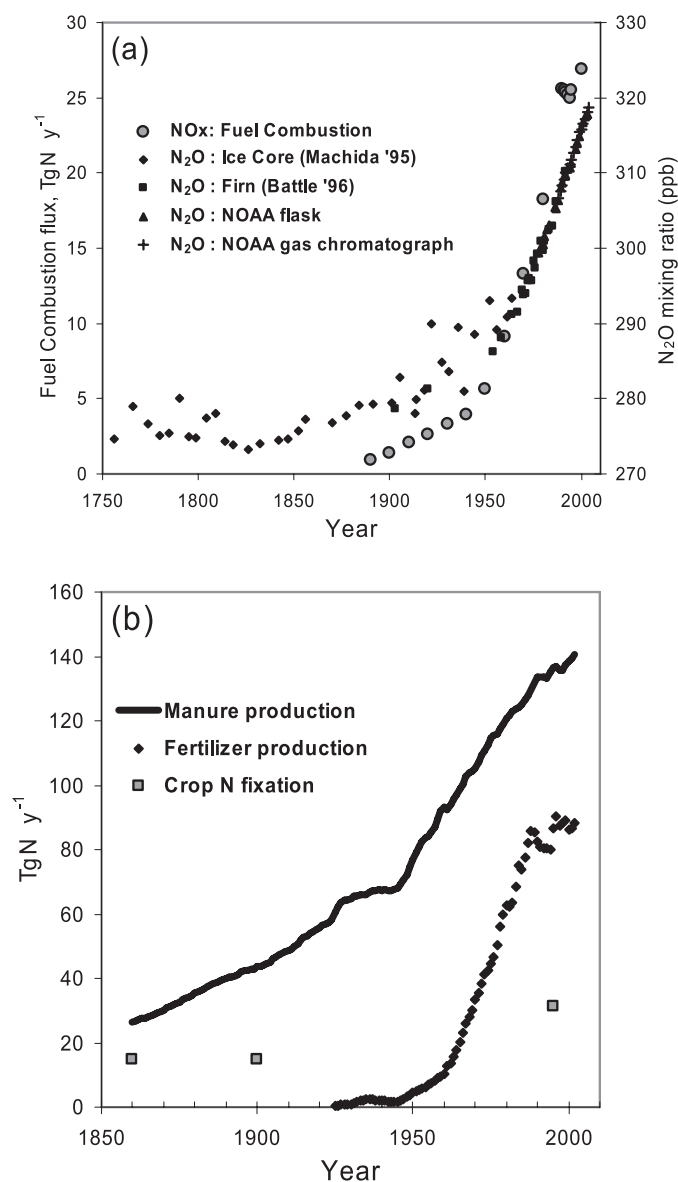 (a)
30
25
20
15
10
5
0
330
320
310
300
290
280
270
1750
1800
1850
1900
1950
2000
Year
Fuel Combustion flux, TgN y⁻¹
N₂O mixing ratio (ppb)
NOx: Fuel Combustion
N₂O : Ice Core (Machida '95)
N₂O : Firn (Battle '96)
N₂O : NOAA flask
N₂O : NOAA gas chromatograph
(b)
160
140
120
100
80
60
40
20
0
1850
1900
1950
2000
Year
TgN y⁻¹
Manure production
Fertilizer production
Crop N fixation